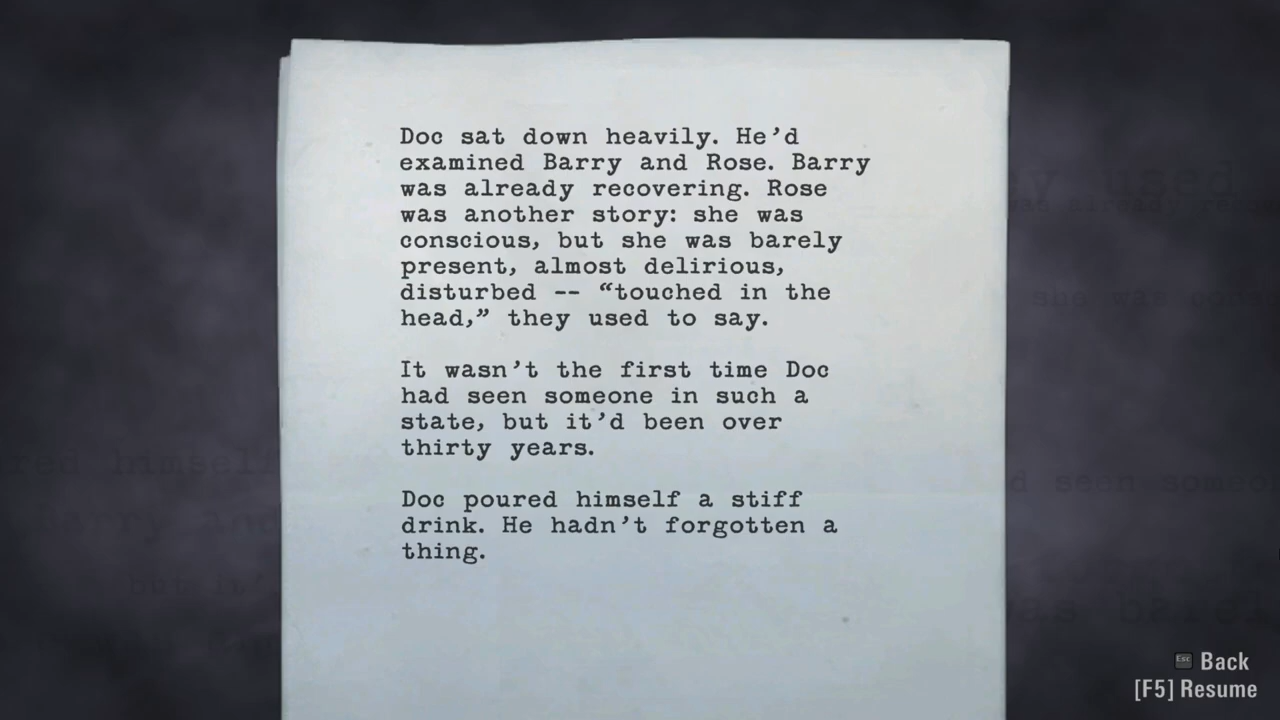 Doc sat down heavily. He’d
examined Barry and Rose. Barry
was already recovering. Rose
was another story: she was
conscious, but she was barely
present, almost delirious,
disturbed -- “touched in the
head,” they used to say.
It wasn’t the first time Doc
had seen someone in such a
state, but it’d been over
thirty years.
Doc poured himself a stiff
drink. He hadn’t forgotten a
thing.
Esc Back
[F5] Resume